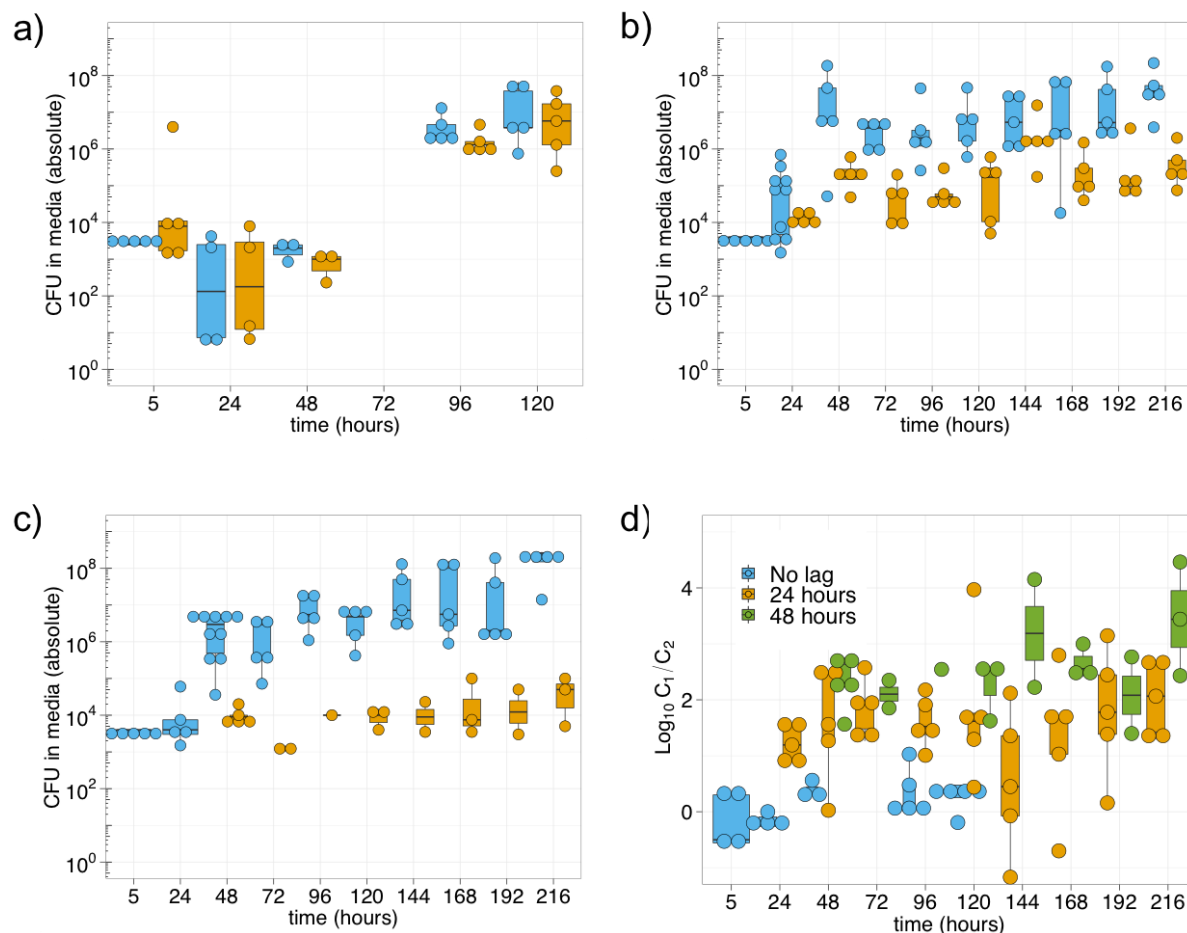 a)
CFU in media (absolute)
10^8
10^6
10^4
10^2
10^0
5 24 48 72 96 120
time (hours)
b)
CFU in media (absolute)
10^8
10^6
10^4
10^2
10^0
5 24 48 72 96 120 144 168 192 216
time (hours)
c)
CFU in media (absolute)
10^8
10^6
10^4
10^2
10^0
5 24 48 72 96 120 144 168 192 216
time (hours)
d)
Log₁₀ C₁/C₂
4
2
0
No lag
24 hours
48 hours
5 24 48 72 96 120 144 168 192 216
time (hours)